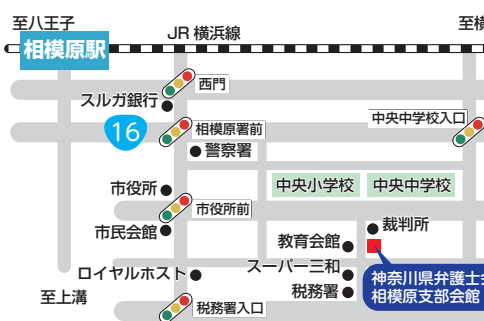 至八王子
JR 横浜線
至横
相模原駅
西門
スルガ銀行
16
相模原署前
中央中学校入口
警察署
市役所
中央小学校
中央中学校
市役所前
市民会館
裁判所
教育会館
ロイヤルホスト
スーパー三和
至上溝
税務署
神奈川県弁護士会
相模原支部会館
税務署入口